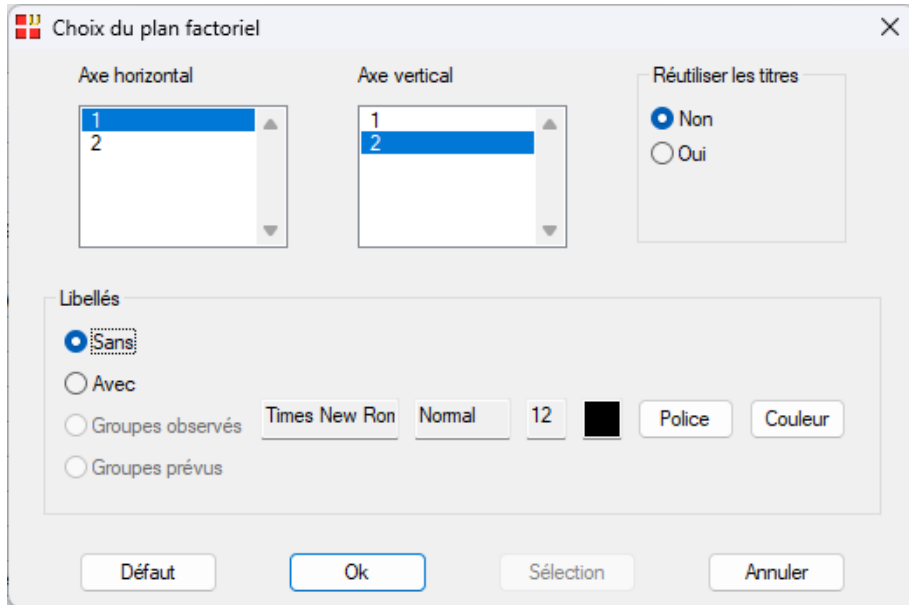 Choix du plan factoriel
Axe horizontal
Axe vertical
Réutiliser les titres
1
2
1
2
Non
Oui
Libellés
Sans
Avec
Groupes observés
Times New Ron
Normal
12
Police
Couleur
Groupes prévus
Défaut
Ok
Sélection
Annuler